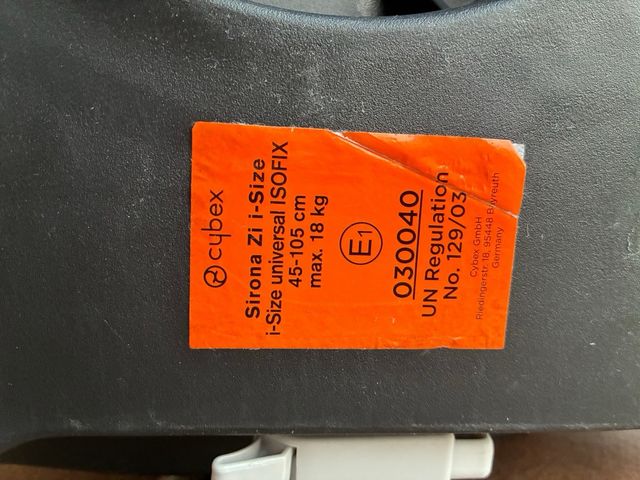 cybex
Sirona Zi i-Size
i-Size universal ISOFIX
45-105 cm
max. 18 kg
E1
030040
UN Regulation
No. 129/03
Cybex GmbH
Riedingerstr. 18, 95448 Bayreuth
Germany